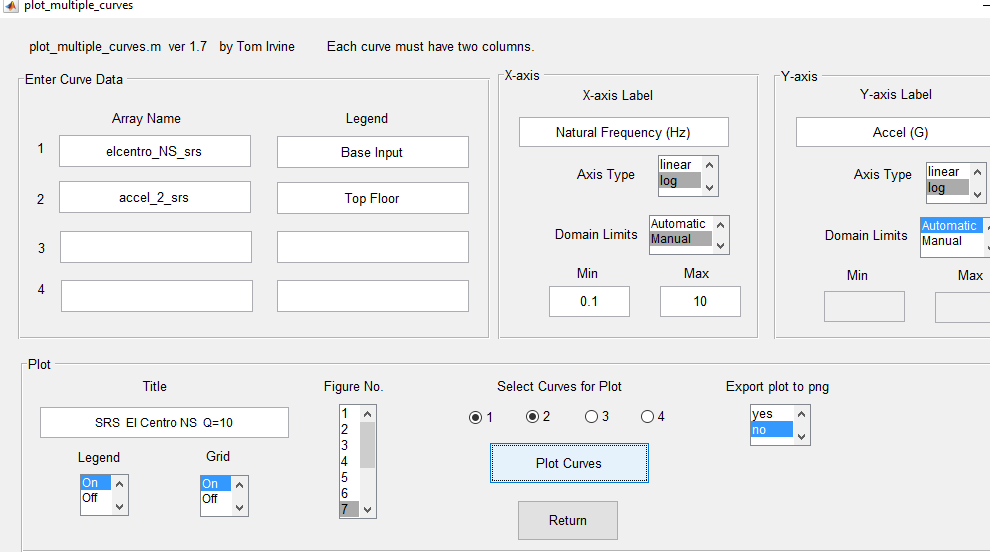 plot_multiple_curves
plot_multiple_curves.m ver 1.7 by Tom Irvine Each curve must have two columns.
Enter Curve Data
Array Name Legend
1 elcentro_NS_srs Base Input
2 accel_2_srs Top Floor
3
4
X-axis
X-axis Label
Natural Frequency (Hz)
Axis Type
linear
log
Domain Limits
Automatic
Manual
Min Max
0.1 10
Y-axis
Y-axis Label
Accel (G)
Axis Type
linear
log
Domain Limits
Automatic
Manual
Min Max
Plot
Title
SRS El Centro NS Q=10
Legend
On
Off
Grid
On
Off
Figure No.
1
2
3
4
5
6
7
Select Curves for Plot
1 2 3 4
Plot Curves
Return
Export plot to png
yes
no